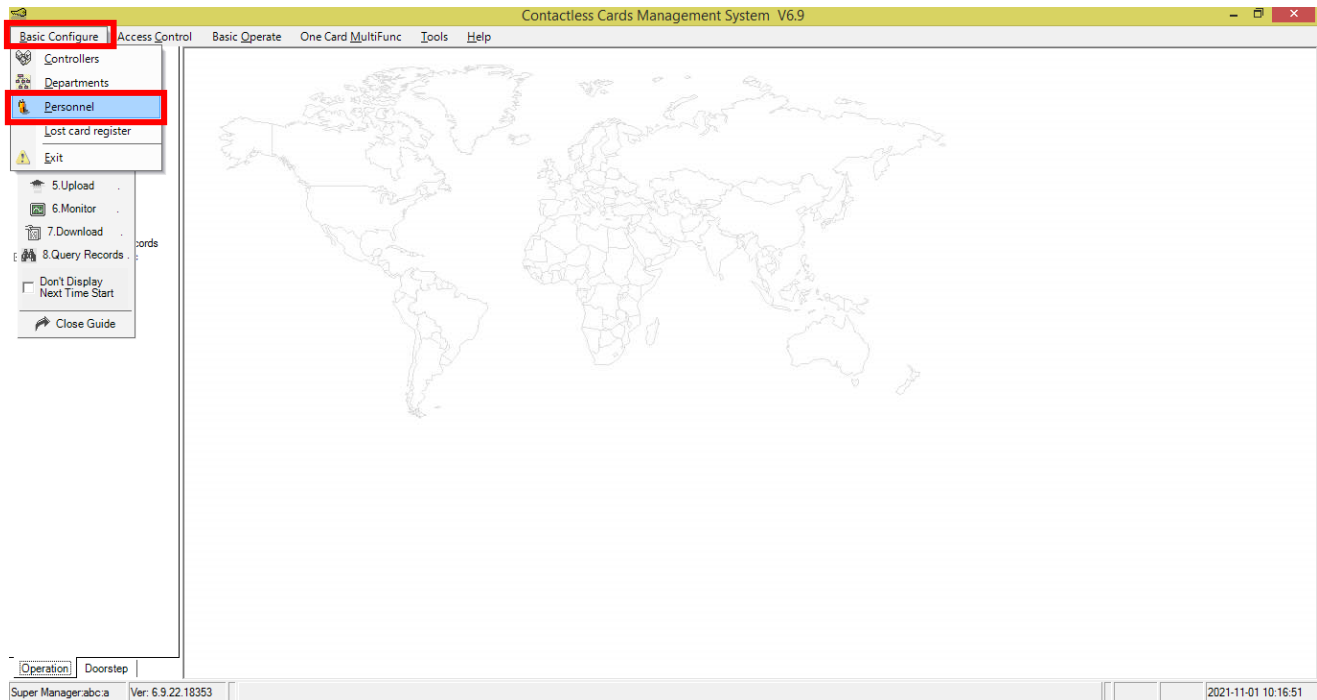 Contactless Cards Management System V6.9
Basic Configure Access Control Basic Operate One Card MultiFunc Tools Help
Controllers
Departments
Personnel
Lost card register
Exit
5.Upload .
6.Monitor .
7.Download .
cords
8.Query Records .
Don't Display
Next Time Start
Close Guide
Operation Doorstep
Super Manager:abc:a Ver: 6.9.22.18353 2021-11-01 10:16:51